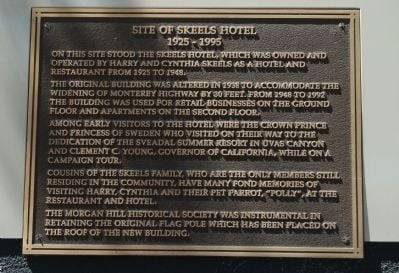 SITE OF SKEELS HOTEL
1925 - 1995
ON THIS SITE STOOD THE SKEELS HOTEL, WHICH WAS OWNED AND
OPERATED BY HARRY AND CYNTHIA SKEELS AS A HOTEL AND
RESTAURANT FROM 1925 TO 1948.
THE ORIGINAL BUILDING WAS ALTERED IN 1938 TO ACCOMMODATE THE
WIDENING OF MONTEREY HIGHWAY BY 30 FEET. FROM 1948 TO 1992
THE BUILDING WAS USED FOR RETAIL BUSINESSES ON THE GROUND
FLOOR AND APARTMENTS ON THE SECOND FLOOR.
AMONG EARLY VISITORS TO THE HOTEL WERE THE CROWN PRINCE
AND PRINCESS OF SWEDEN WHO VISITED ON THEIR WAY TO THE
DEDICATION OF THE SVEADAL SUMMER RESORT IN UVAS CANYON
AND CLEMENT C. YOUNG, GOVERNOR OF CALIFORNIA, WHILE ON A
CAMPAIGN TOUR.
COUSINS OF THE SKEELS FAMILY, WHO ARE THE ONLY MEMBERS STILL
RESIDING IN THE COMMUNITY, HAVE MANY FOND MEMORIES OF
VISITING HARRY, CYNTHIA AND THEIR PET PARROT, "POLLY", AT THE
RESTAURANT AND HOTEL.
THE MORGAN HILL HISTORICAL SOCIETY WAS INSTRUMENTAL IN
RETAINING THE ORIGINAL FLAG POLE WHICH HAS BEEN PLACED ON
THE ROOF OF THE NEW BUILDING.